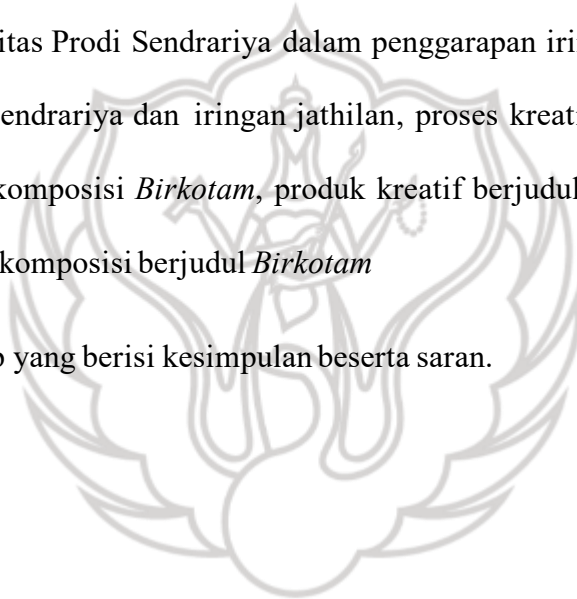 itas Prodi Sendrariya dalam penggarapan iri
endrariya dan iringan jathilan, proses kreati
komposisi Birkotam, produk kreatif berjudul
komposisi berjudul Birkotam
yang berisi kesimpulan beserta saran.